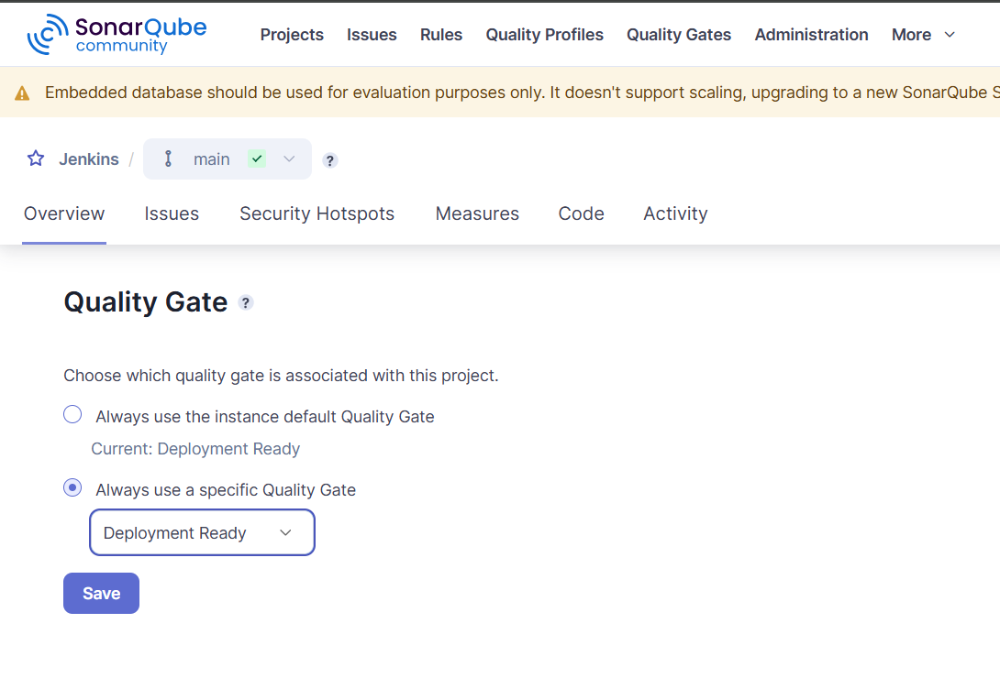 SonarQube
community
Projects Issues Rules Quality Profiles Quality Gates Administration More
Embedded database should be used for evaluation purposes only. It doesn't support scaling, upgrading to a new SonarQube S
Jenkins / main ?
Overview Issues Security Hotspots Measures Code Activity
Quality Gate ?
Choose which quality gate is associated with this project.
Always use the instance default Quality Gate
Current: Deployment Ready
Always use a specific Quality Gate
Deployment Ready
Save